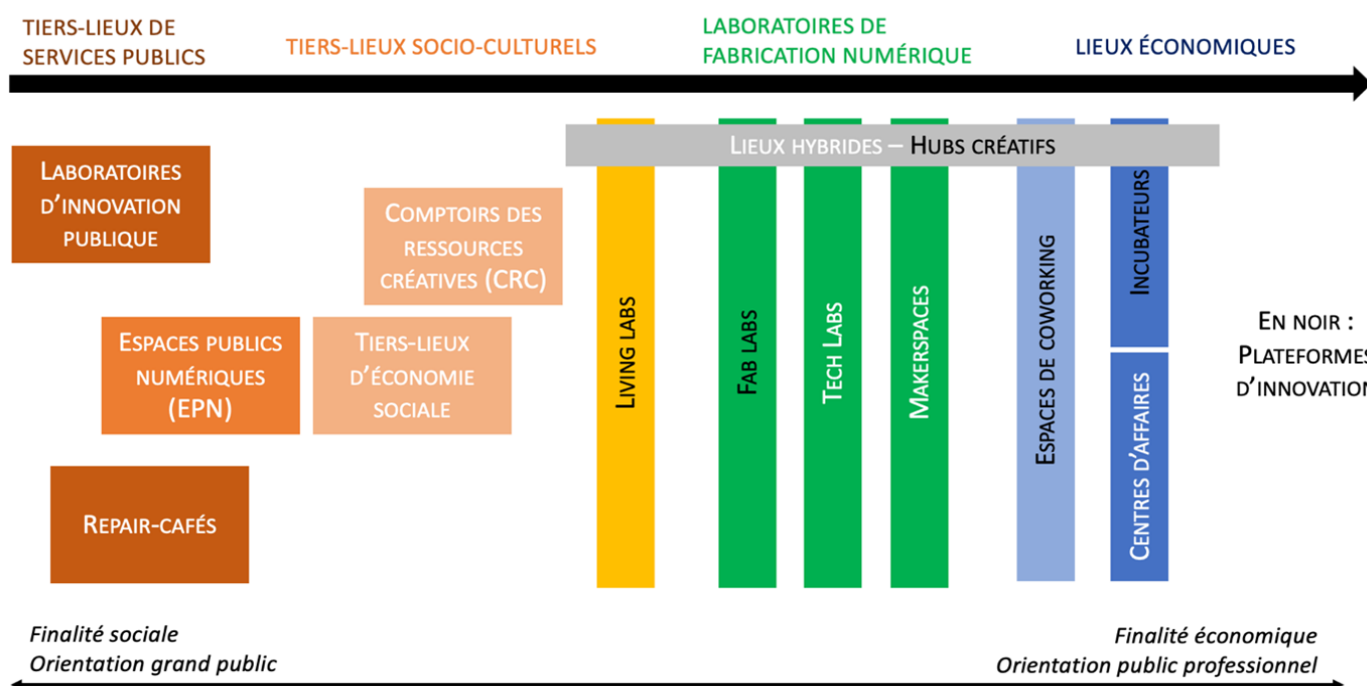 TIERS-LIEUX DE
SERVICES PUBLICS
TIERS-LIEUX SOCIO-CULTURELS
LABORATOIRES DE
FABRICATION NUMÉRIQUE
LIEUX ÉCONOMIQUES
LIEUX HYBRIDES – HUBS CRÉATIFS
LABORATOIRES
D'INNOVATION
PUBLIQUE
COMPTOIRS DES
RESSOURCES
CRÉATIVES (CRC)
ESPACES PUBLICS
NUMÉRIQUES
(EPN)
TIERS-LIEUX
D'ÉCONOMIE
SOCIALE
REPAIR-CAFÉS
LIVING LABS
FAB LABS
TECH LABS
MAKERSPACES
ESPACES DE COWORKING
INCUBATEURS
CENTRES D'AFFAIRES
EN NOIR :
PLATEFORMES
D'INNOVATION
Finalité sociale
Orientation grand public
Finalité économique
Orientation public professionnel